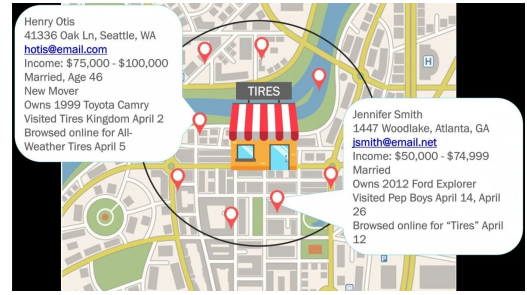 Henry Otis
41336 Oak Ln, Seattle, WA
hotis@email.com
Income: $75,000 - $100,000
Married, Age 46
New Mover
Owns 1999 Toyota Camry
Visited Tires Kingdom April 2
Browsed online for All-
Weather Tires April 5
TIRES
H
Jennifer Smith
1447 Woodlake, Atlanta, GA
jsmith@email.net
Income: $50,000 - $74,999
Married
Owns 2012 Ford Explorer
Visited Pep Boys April 14, April
26
Browsed online for "Tires" April
12
P